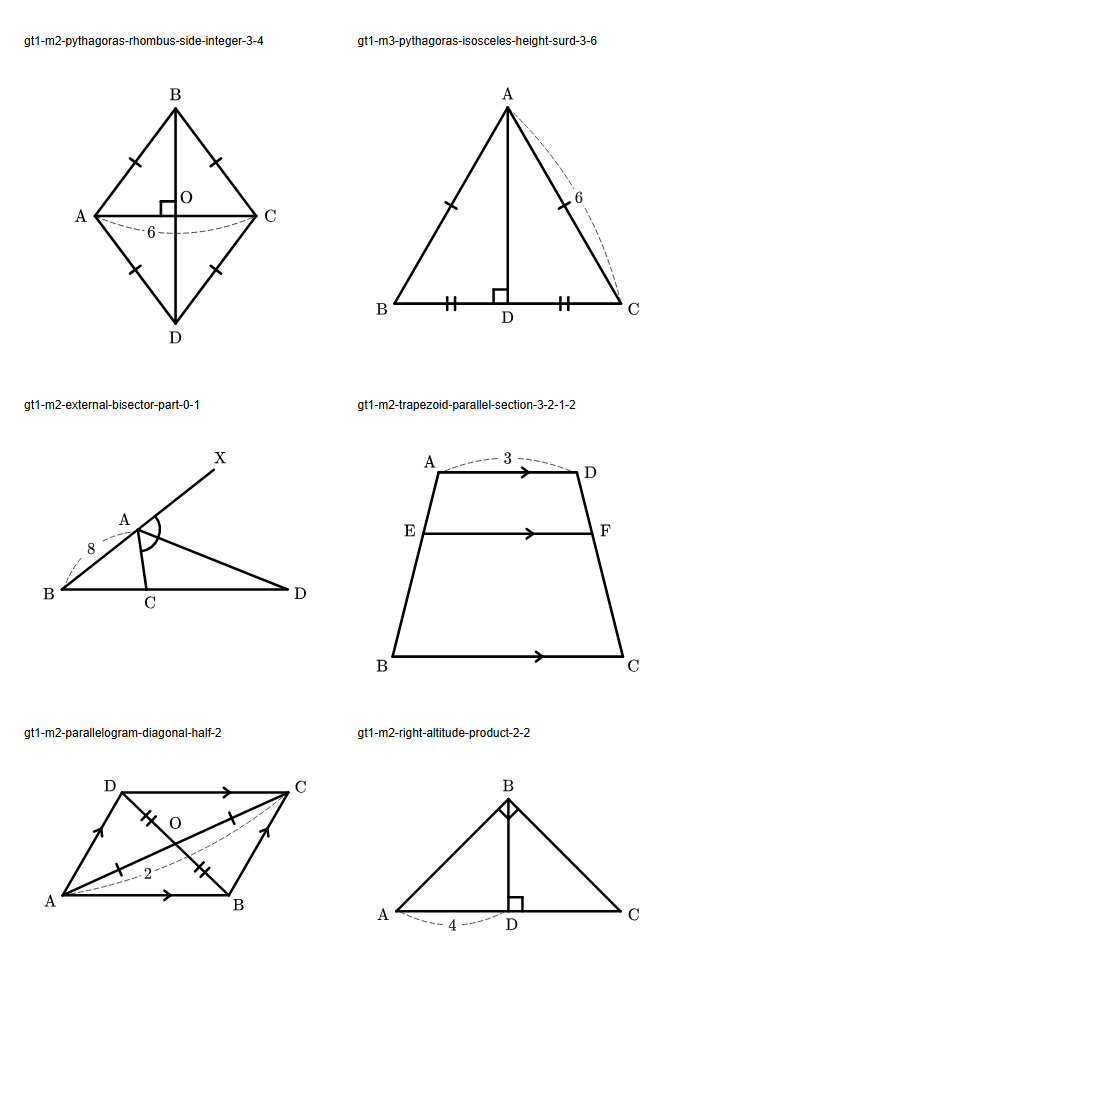 gt1-m2-pythagoras-rhombus-side-integer-3-4
B
O
A
C
6
D
gt1-m3-pythagoras-isosceles-height-surd-3-6
A
6
B
D
C
gt1-m2-external-bisector-part-0-1
X
A
8
B
C
D
gt1-m2-trapezoid-parallel-section-3-2-1-2
A
3
D
E
F
B
C
gt1-m2-parallelogram-diagonal-half-2
D
C
O
2
A
B
gt1-m2-right-altitude-product-2-2
B
A
4
D
C